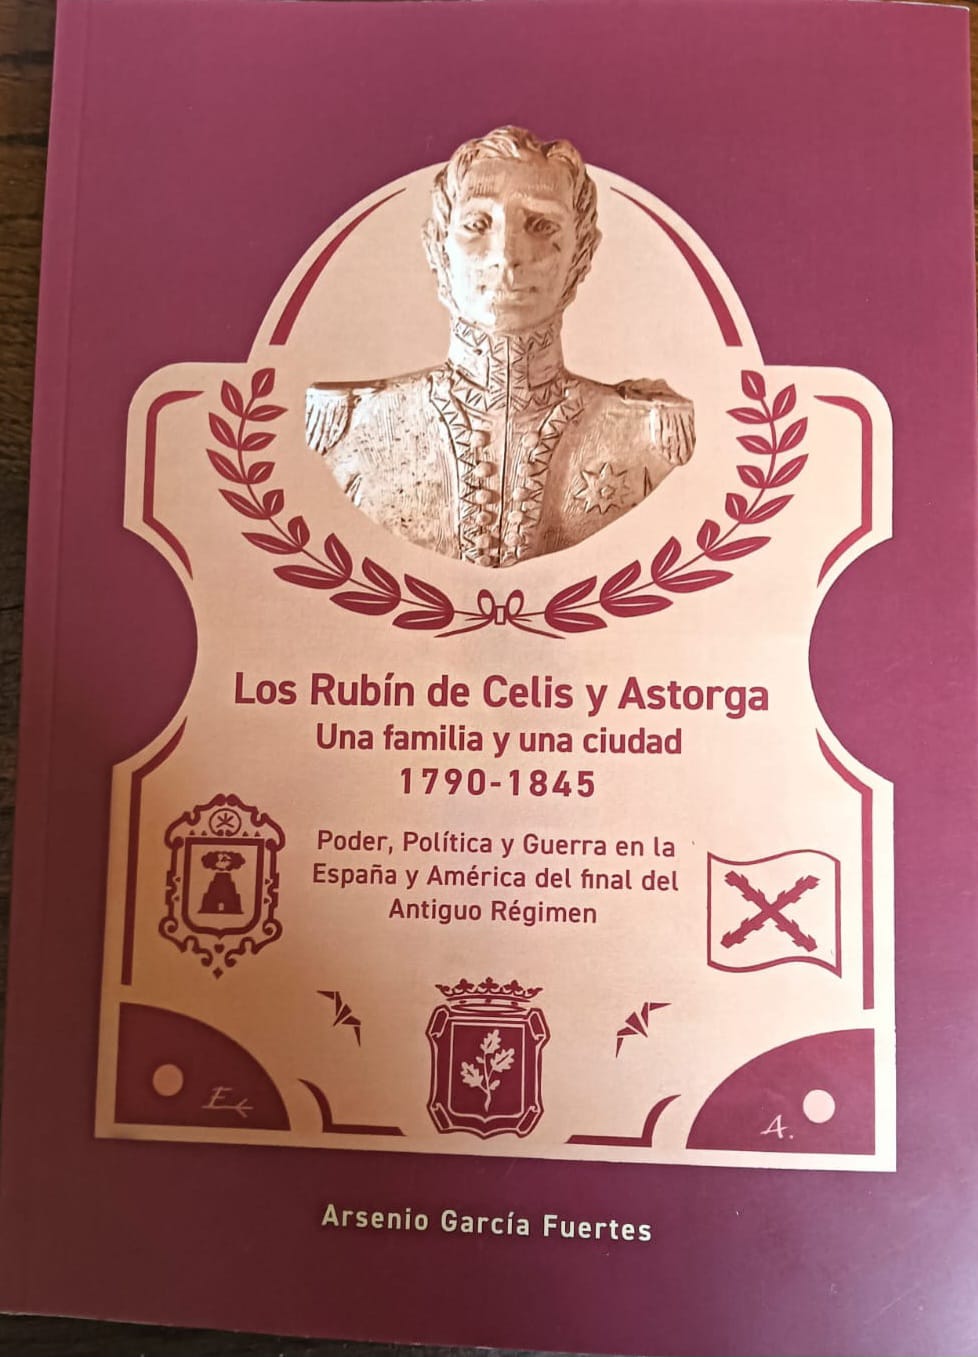 Los Rubín de Celis y Astorga
Una familia y una ciudad
1790-1845
Poder, Política y Guerra en la
España y América del final del
Antiguo Régimen
A.
Arsenio García Fuertes